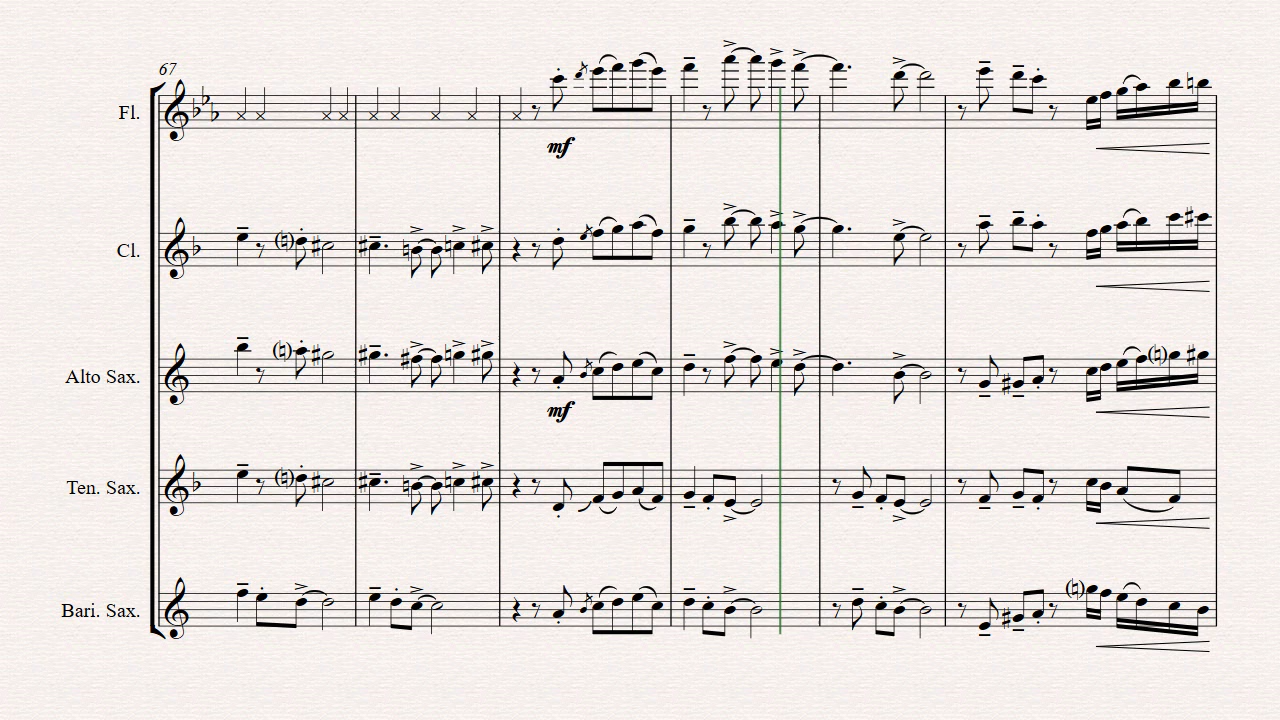 67
Fl.
mf
Cl.
Alto Sax.
mf
Ten. Sax.
Bari. Sax.